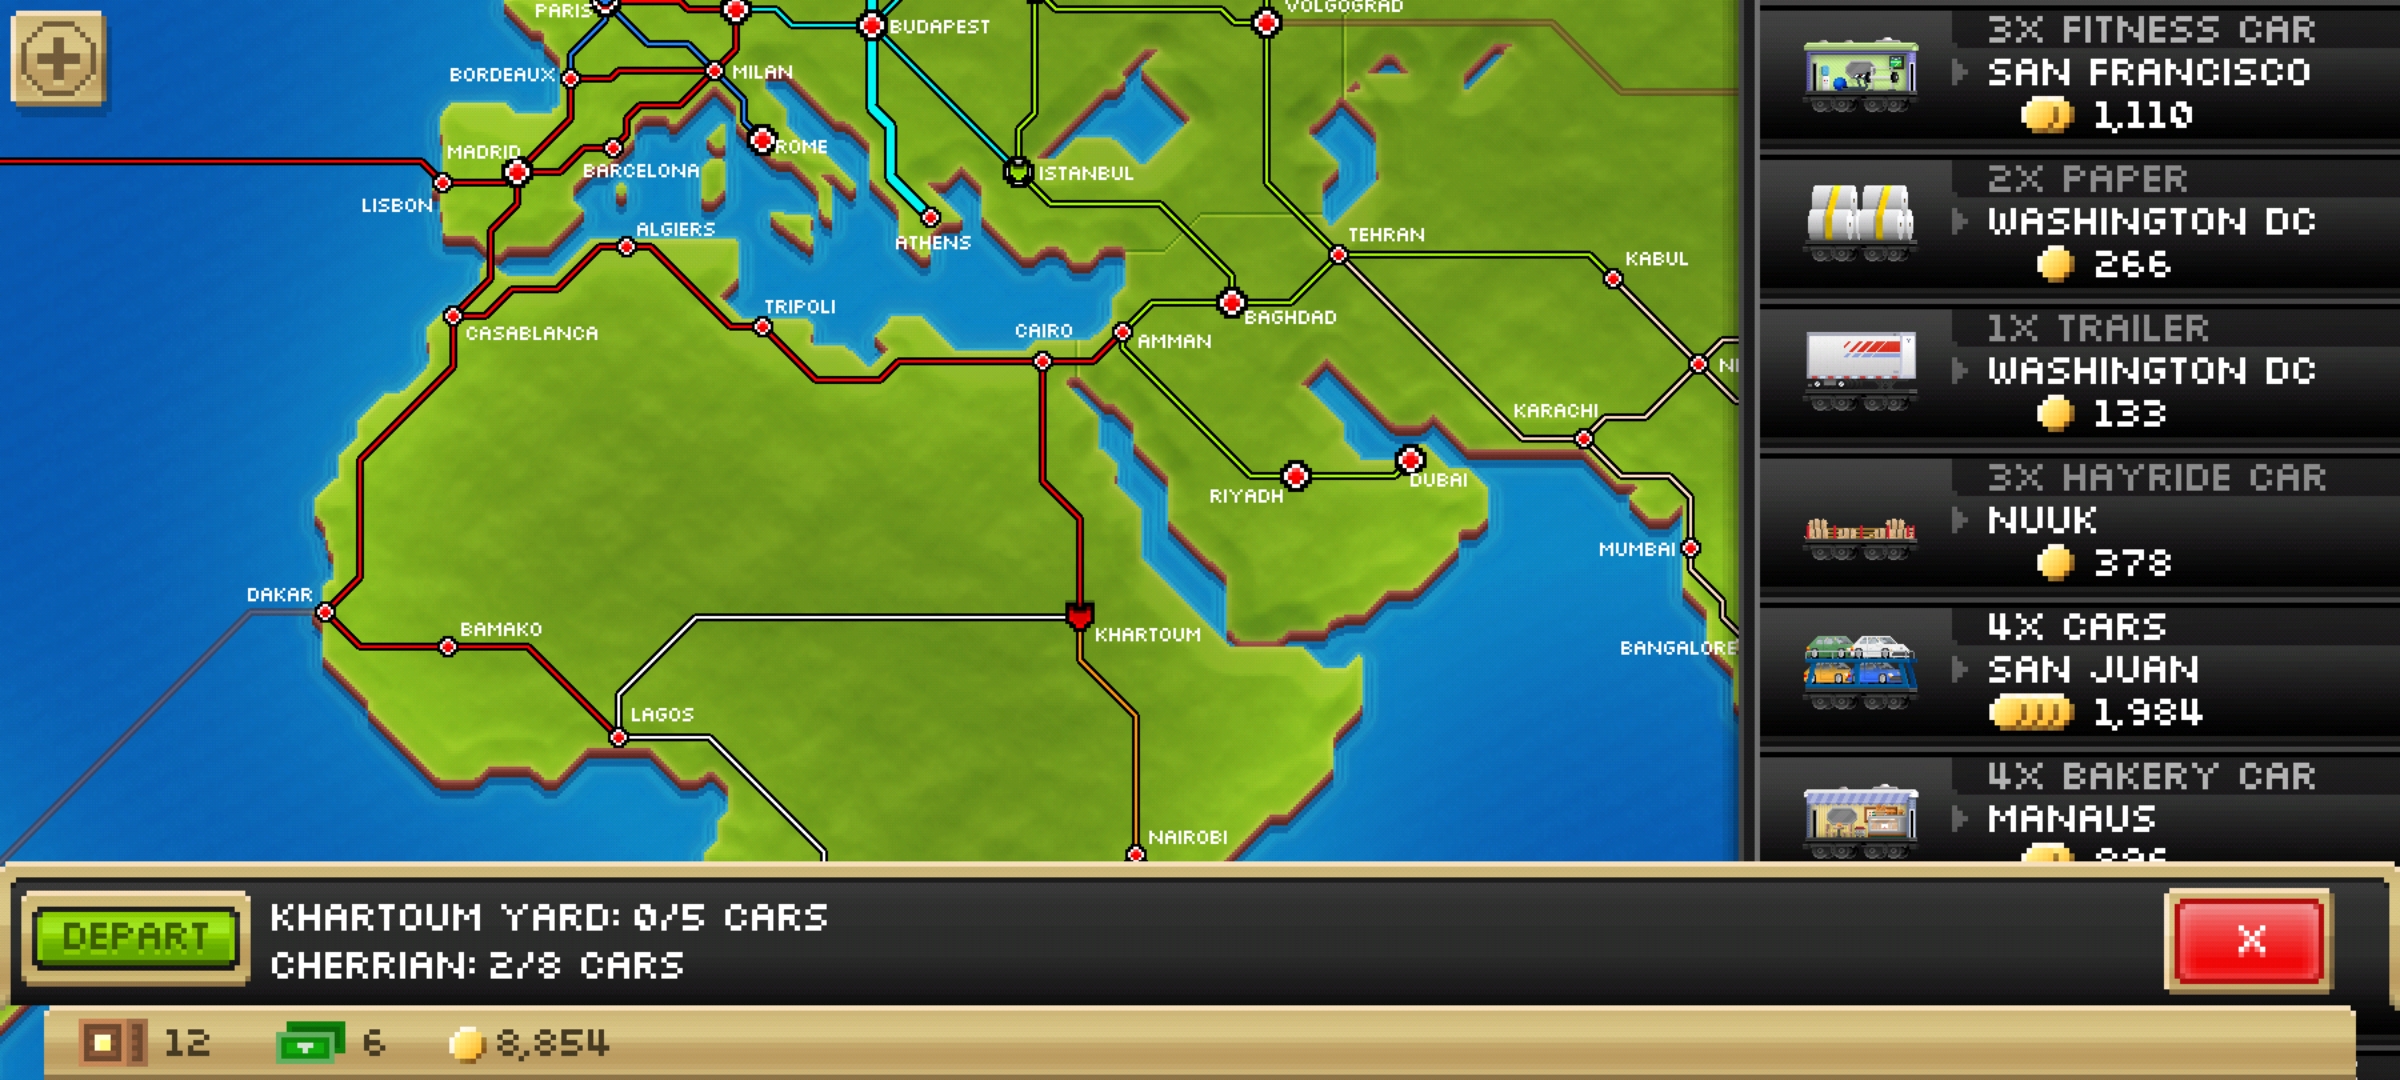 PARIS
BUDAPEST
VOLGOGRAD
BORDEAUX
MILAN
MADRID
ROME
BARCELONA
ISTANBUL
LISBON
ALGIERS
ATHENS
TEHRAN
KABUL
TRIPOLI
CASABLANCA
CAIRO
AMMAN
BAGHDAD
KARACHI
RIYADH
DUBAI
MUMBAI
DAKAR
BAMAKO
KHARTOUM
BANGALORE
LAGOS
NAIROBI
3X FITNESS CAR
SAN FRANCISCO
1,110
2X PAPER
WASHINGTON DC
266
1X TRAILER
WASHINGTON DC
133
3X HAYRIDE CAR
NUUK
378
4X CARS
SAN JUAN
1,984
4X BAKERY CAR
MANAUS
DEPART
KHARTOUM YARD: 0/5 CARS
CHERRIAN: 2/8 CARS
X
12
6
8,854